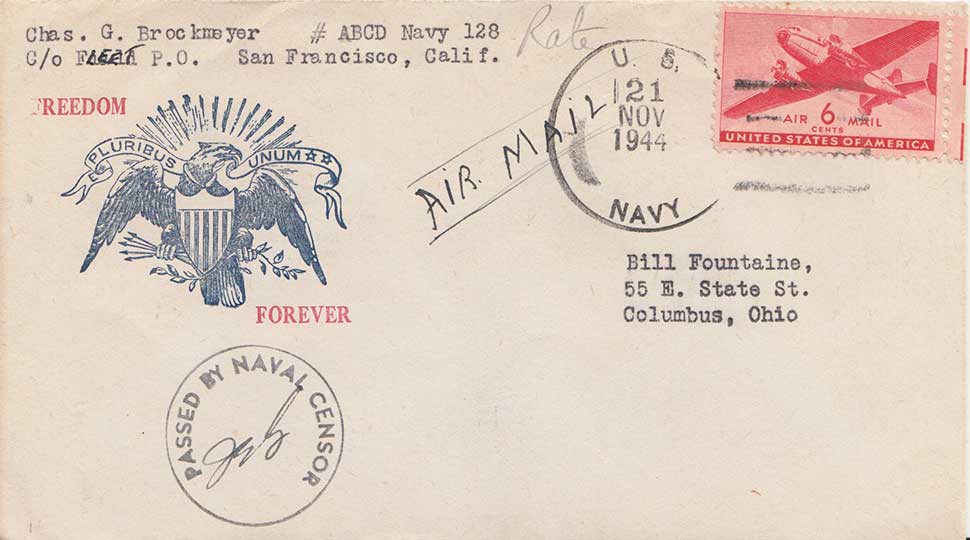 Chas. G. Brockmeyer # ABCD Navy 128
C/o FLEET P.O. San Francisco, Calif.
Rate
FREEDOM
E PLURIBUS UNUM
FOREVER
AIR MAIL
U. S.
21
NOV
1944
NAVY
AIR 6 MAIL
CENTS
UNITED STATES OF AMERICA
Bill Fountaine,
55 E. State St.
Columbus, Ohio
PASSED BY NAVAL CENSOR